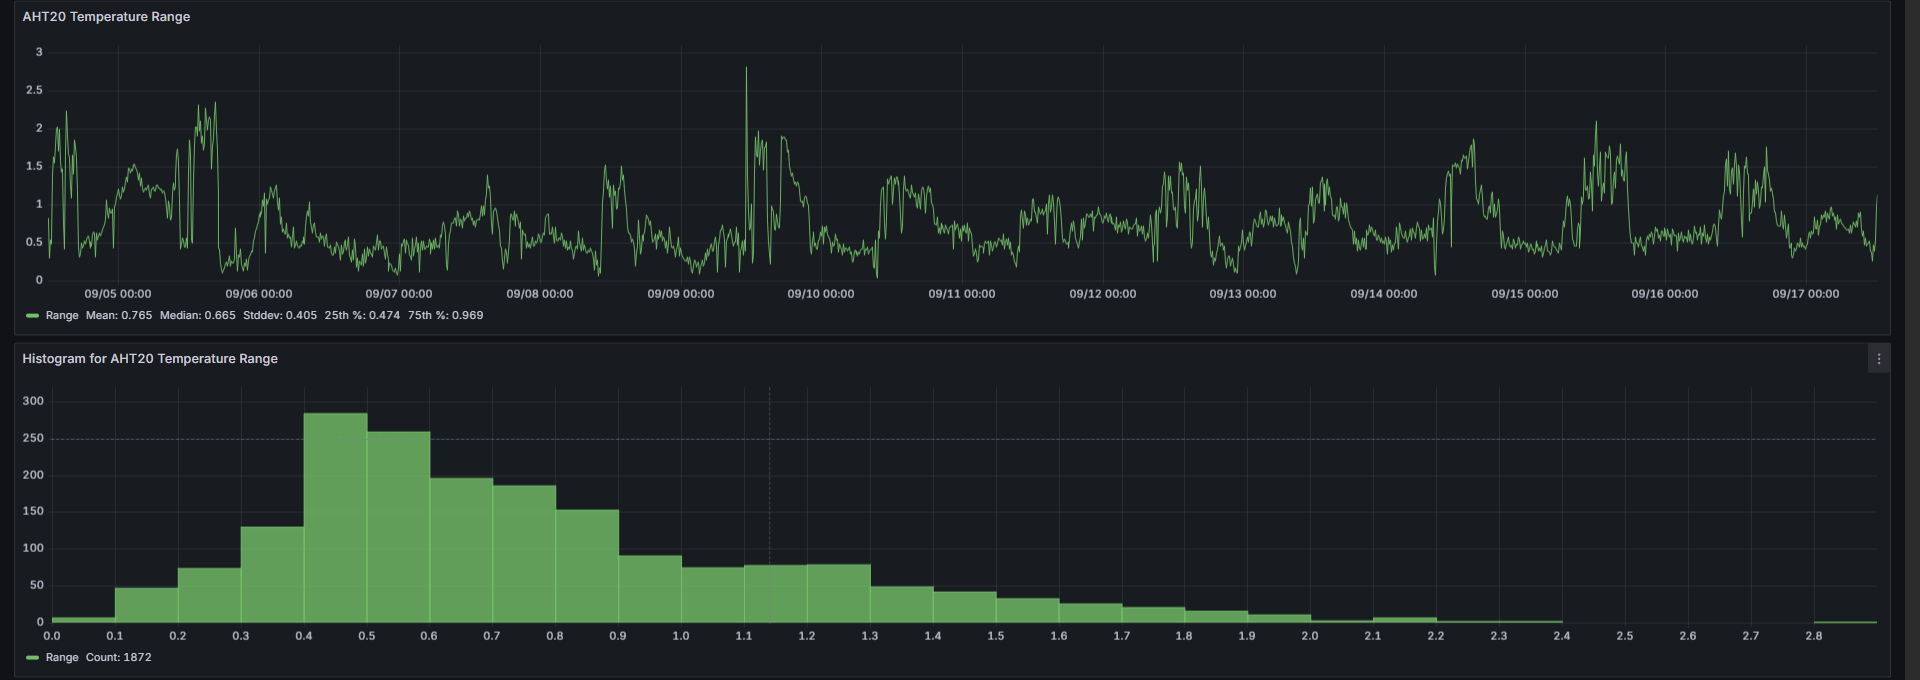 AHT20 Temperature Range
3
2.5
2
1.5
1
0.5
0
09/05 00:00 09/06 00:00 09/07 00:00 09/08 00:00 09/09 00:00 09/10 00:00 09/11 00:00 09/12 00:00 09/13 00:00 09/14 00:00 09/15 00:00 09/16 00:00 09/17 00:00
Range Mean: 0.765 Median: 0.665 Stddev: 0.405 25th %: 0.474 75th %: 0.969
Histogram for AHT20 Temperature Range
300
250
200
150
100
50
0
0.0 0.1 0.2 0.3 0.4 0.5 0.6 0.7 0.8 0.9 1.0 1.1 1.2 1.3 1.4 1.5 1.6 1.7 1.8 1.9 2.0 2.1 2.2 2.3 2.4 2.5 2.6 2.7 2.8
Range Count: 1872